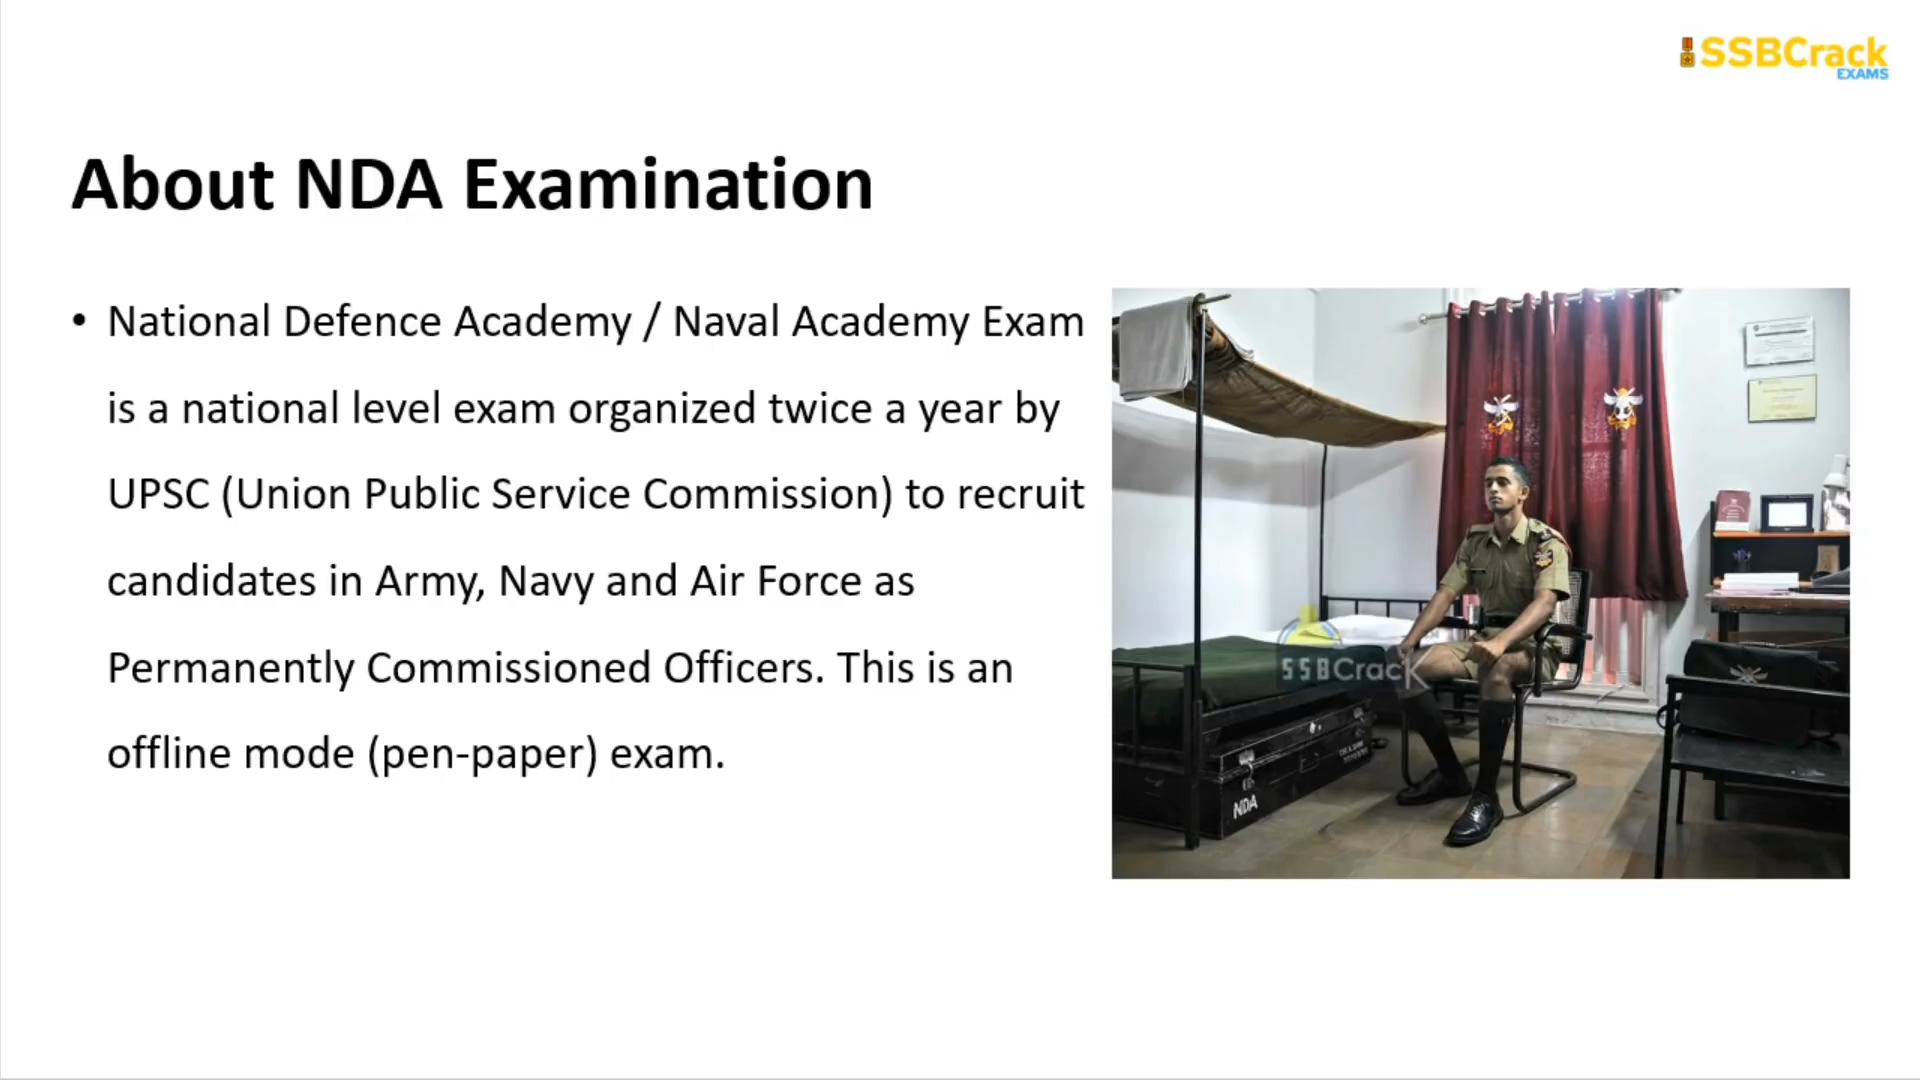 SSBCrack
EXAMS
About NDA Examination
• National Defence Academy / Naval Academy Exam
is a national level exam organized twice a year by
UPSC (Union Public Service Commission) to recruit
candidates in Army, Navy and Air Force as
Permanently Commissioned Officers. This is an
offline mode (pen-paper) exam.
SSBCrack
NDA